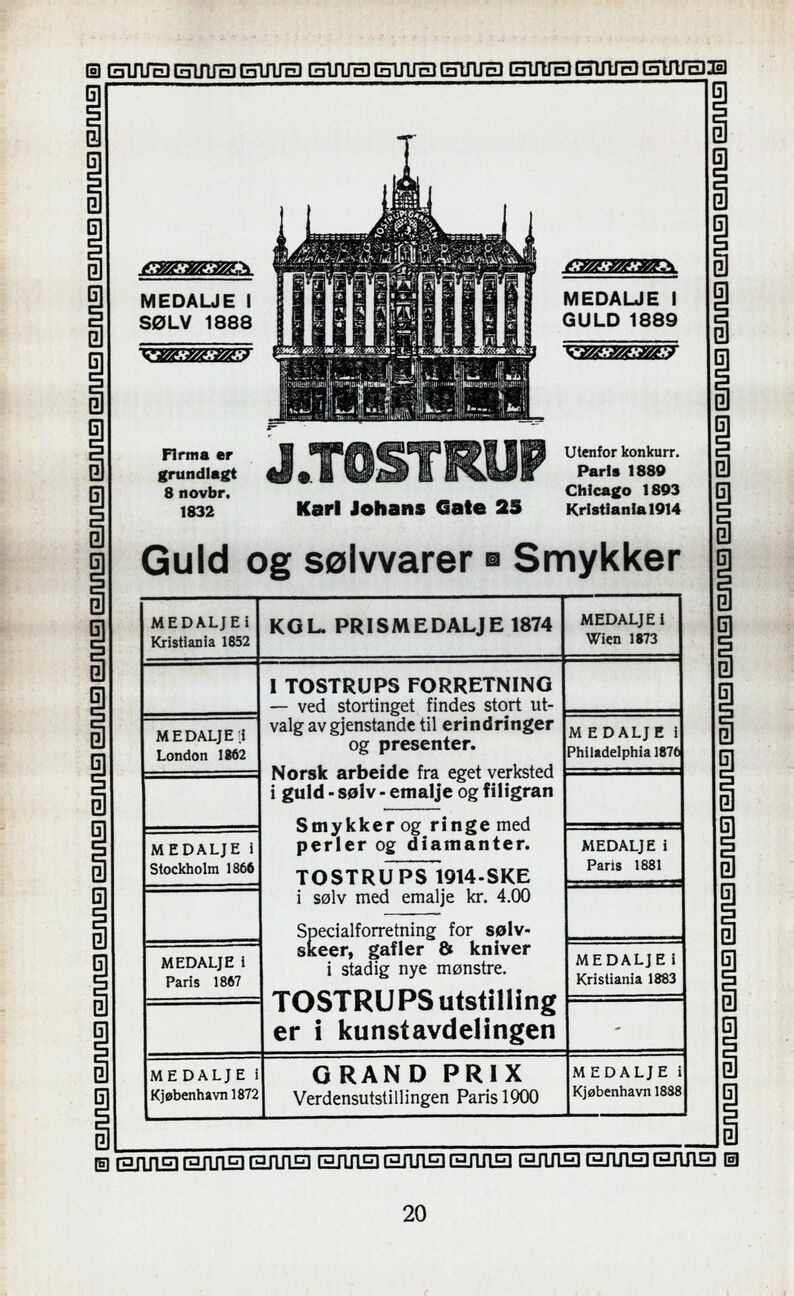 TOSTRUPGAARDEN
MEDALJE I
SØLV 1888
MEDALJE I
GULD 1889
Firma er
grundlagt
8 novbr.
1832
J. TOSTRUP
Karl Johans Gate 25
Utenfor konkurr.
Paris 1889
Chicago 1893
Kristiania 1914
Guld og sølvvarer Smykker
MEDALJE i
Kristiania 1852
KGL. PRISMEDALJE 1874
MEDALJE i
Wien 1873
MEDALJE i
London 1862
MEDALJE i
Stockholm 1866
MEDALJE i
Paris 1867
MEDALJE i
Kjøbenhavn 1872
I TOSTRUPS FORRETNING
— ved stortinget findes stort ut-
valg av gjenstande til erindringer
og presenter.
Norsk arbeide fra eget verksted
i guld - sølv - emalje og filigran
Smykker og ringe med
perler og diamanter.
TOSTRUPS 1914-SKE
i sølv med emalje kr. 4.00
Specialforretning for sølv-
skeer, gafler & kniver
i stadig nye mønstre.
TOSTRUPS utstilling
er i kunstavdelingen
GRAND PRIX
Verdensutstillingen Paris 1900
MEDALJE i
Philadelphia 1876
MEDALJE i
Paris 1881
MEDALJE i
Kristiania 1883
MEDALJE i
Kjøbenhavn 1888
20